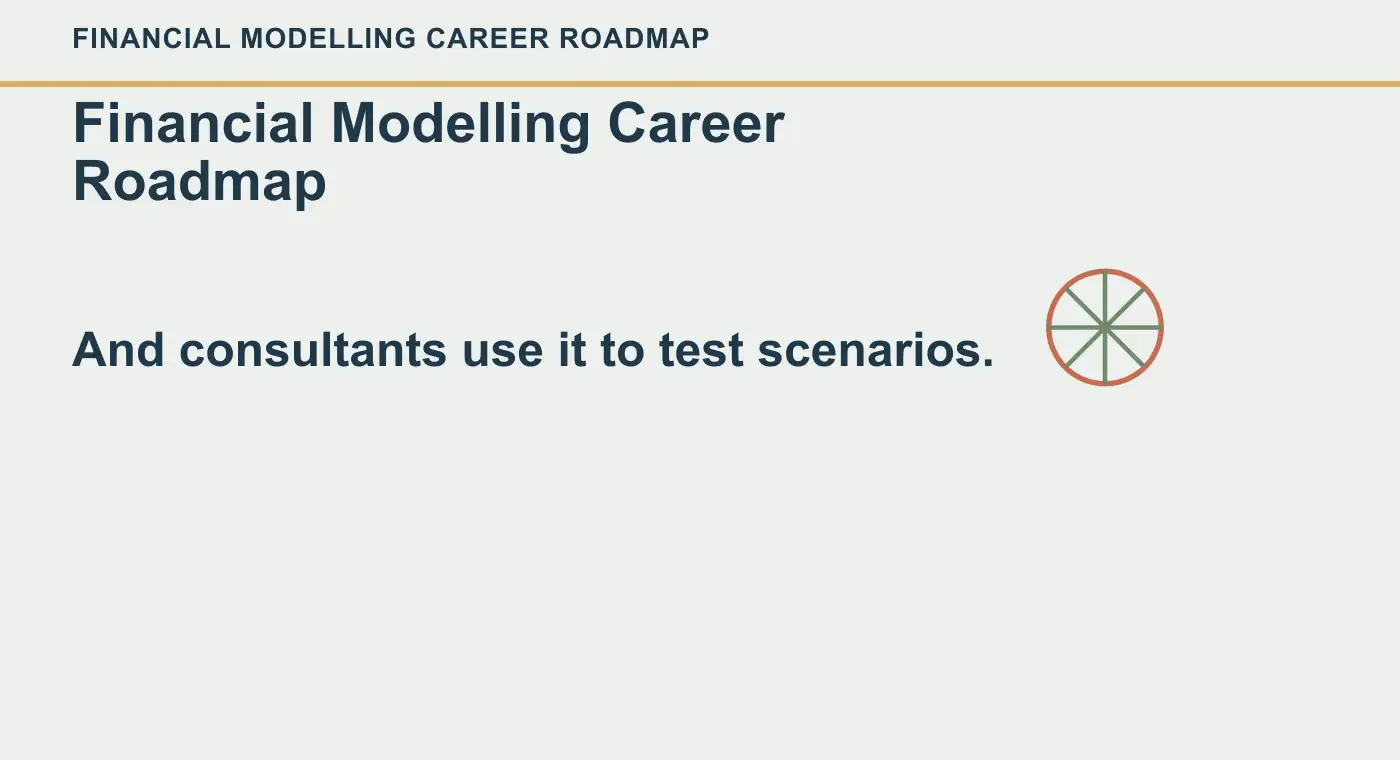 FINANCIAL MODELLING CAREER ROADMAP
Financial Modelling Career
Roadmap
And consultants use it to test scenarios.